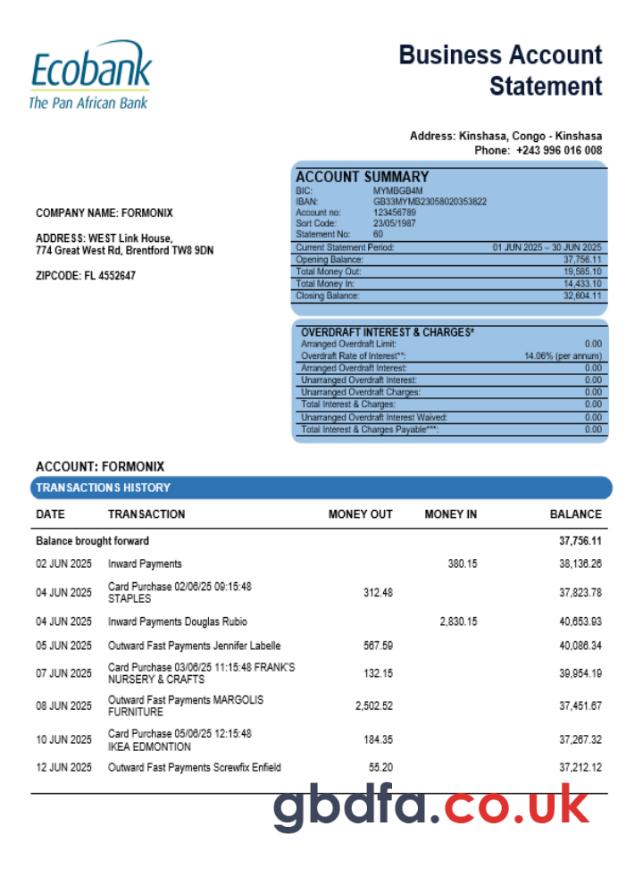 Ecobank
The Pan African Bank
Business Account
Statement
Address: Kinshasa, Congo - Kinshasa
Phone: +243 996 016 008
COMPANY NAME: FORMONIX
ADDRESS: WEST Link House,
774 Great West Rd, Brentford TW8 9DN
ZIPCODE: FL 4552647
ACCOUNT SUMMARY
BIC: MYMBGB4M
IBAN: GB33MYMB23058020353822
Account no: 123456789
Sort Code: 23/05/1987
Statement No: 60
Current Statement Period: 01 JUN 2025 – 30 JUN 2025
Opening Balance: 37,756.11
Total Money Out: 19,585.10
Total Money In: 14,433.10
Closing Balance: 32,604.11
OVERDRAFT INTEREST & CHARGES*
Arranged Overdraft Limit: 0.00
Overdraft Rate of Interest**: 14.06% (per annum)
Arranged Overdraft Interest: 0.00
Unarranged Overdraft Interest: 0.00
Unarranged Overdraft Charges: 0.00
Total Interest & Charges: 0.00
Unarranged Overdraft Interest Waived: 0.00
Total Interest & Charges Payable***: 0.00
ACCOUNT: FORMONIX
TRANSACTIONS HISTORY
DATE TRANSACTION MONEY OUT MONEY IN BALANCE
Balance brought forward 37,756.11
02 JUN 2025 Inward Payments 380.15 38,136.26
04 JUN 2025 Card Purchase 02/06/25 09:15:48 312.48 37,823.78
STAPLES
04 JUN 2025 Inward Payments Douglas Rubio 2,830.15 40,653.93
05 JUN 2025 Outward Fast Payments Jennifer Labelle 567.59 40,086.34
07 JUN 2025 Card Purchase 03/06/25 11:15:48 FRANK'S 132.15 39,954.19
NURSERY & CRAFTS
08 JUN 2025 Outward Fast Payments MARGOLIS 2,502.52 37,451.67
FURNITURE
10 JUN 2025 Card Purchase 05/06/25 12:15:48 184.35 37,267.32
IKEA EDMONTION
12 JUN 2025 Outward Fast Payments Screwfix Enfield 55.20 37,212.12
gbdfa.co.uk